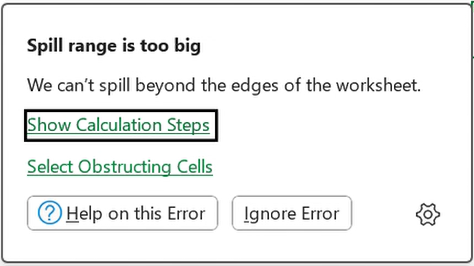 Spill range is too big
We can’t spill beyond the edges of the worksheet.
Show Calculation Steps
Select Obstructing Cells
Help on this Error
Ignore Error